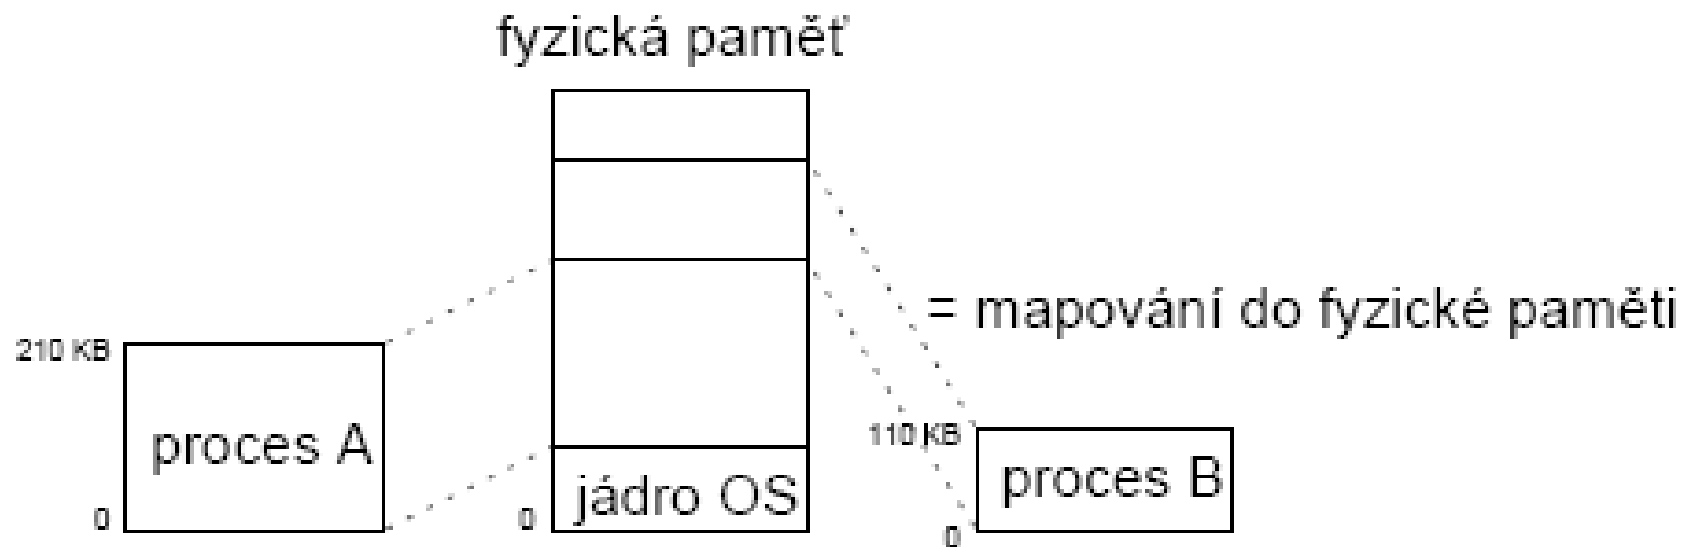 fyzická paměť
= mapování do fyzické paměti
210 KB
proces A
0
jádro OS
0
110 KB
proces B
0